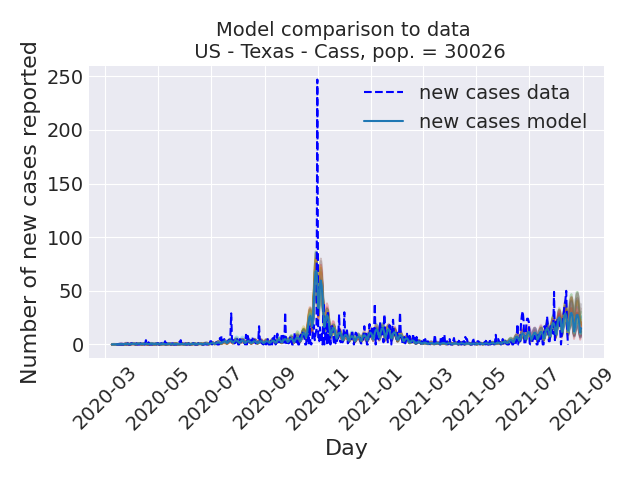 Model comparison to data
US - Texas - Cass, pop. = 30026
Number of new cases reported
250
200
150
100
50
0
new cases data
new cases model
2020-03
2020-05
2020-07
2020-09
2020-11
2021-01
2021-03
2021-05
2021-07
2021-09
Day